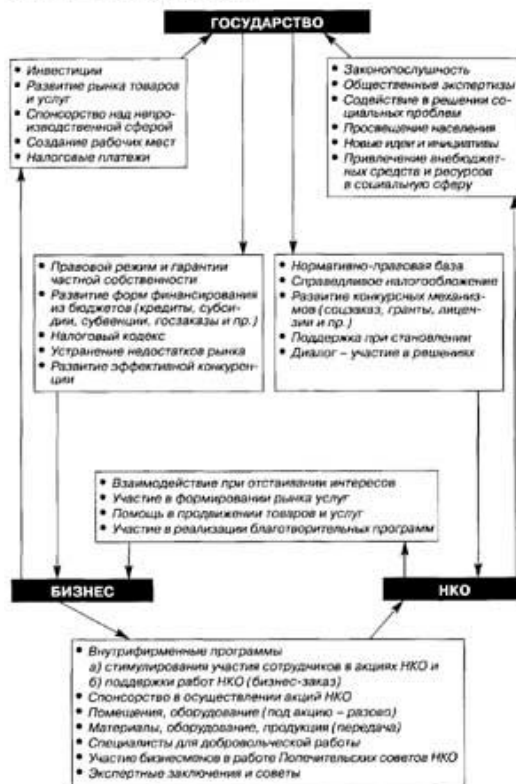 ГОСУДАРСТВО
• Инвестиции
• Развитие рынка товаров
и услуг
• Спонсорство над непро-
изводственной сферой
• Создание рабочих мест
• Налоговые платежи
• Законопослушность
• Общественные экспертизы
• Содействие в решении со-
циальных проблем
• Просвещение населения
• Новые идеи и инициативы
• Привлечение внебюджет-
ных средств и ресурсов
в социальную сферу
• Правовой режим и гарантии
частной собственности
• Развитие форм финансирования
из бюджетов (кредиты, субси-
дии, субвенции, госзаказы и пр.)
• Налоговый кодекс
• Устранение недостатков рынка
• Развитие эффективной конкурен-
ции
• Нормативно-правовая база
• Справедливое налогообложение
• Развитие конкурсных механиз-
мов (соцзаказ, гранты, лицен-
зии и пр.)
• Поддержка при становлении
• Диалог – участие в решениях
• Взаимодействие при отстаивании интересов
• Участие в формировании рынка услуг
• Помощь в продвижении товаров и услуг
• Участие в реализации благотворительных программ
БИЗНЕС
НКО
• Внутрифирменные программы
а) стимулирования участия сотрудников в акциях НКО и
б) поддержки работ НКО (бизнес-заказ)
• Спонсорство в осуществлении акций НКО
• Помещения, оборудование (под акцию – разово)
• Материалы, оборудование, продукция (передача)
• Специалисты для добровольческой работы
• Участие бизнесменов в работе Попечительских советов НКО
• Экспертные заключения и советы